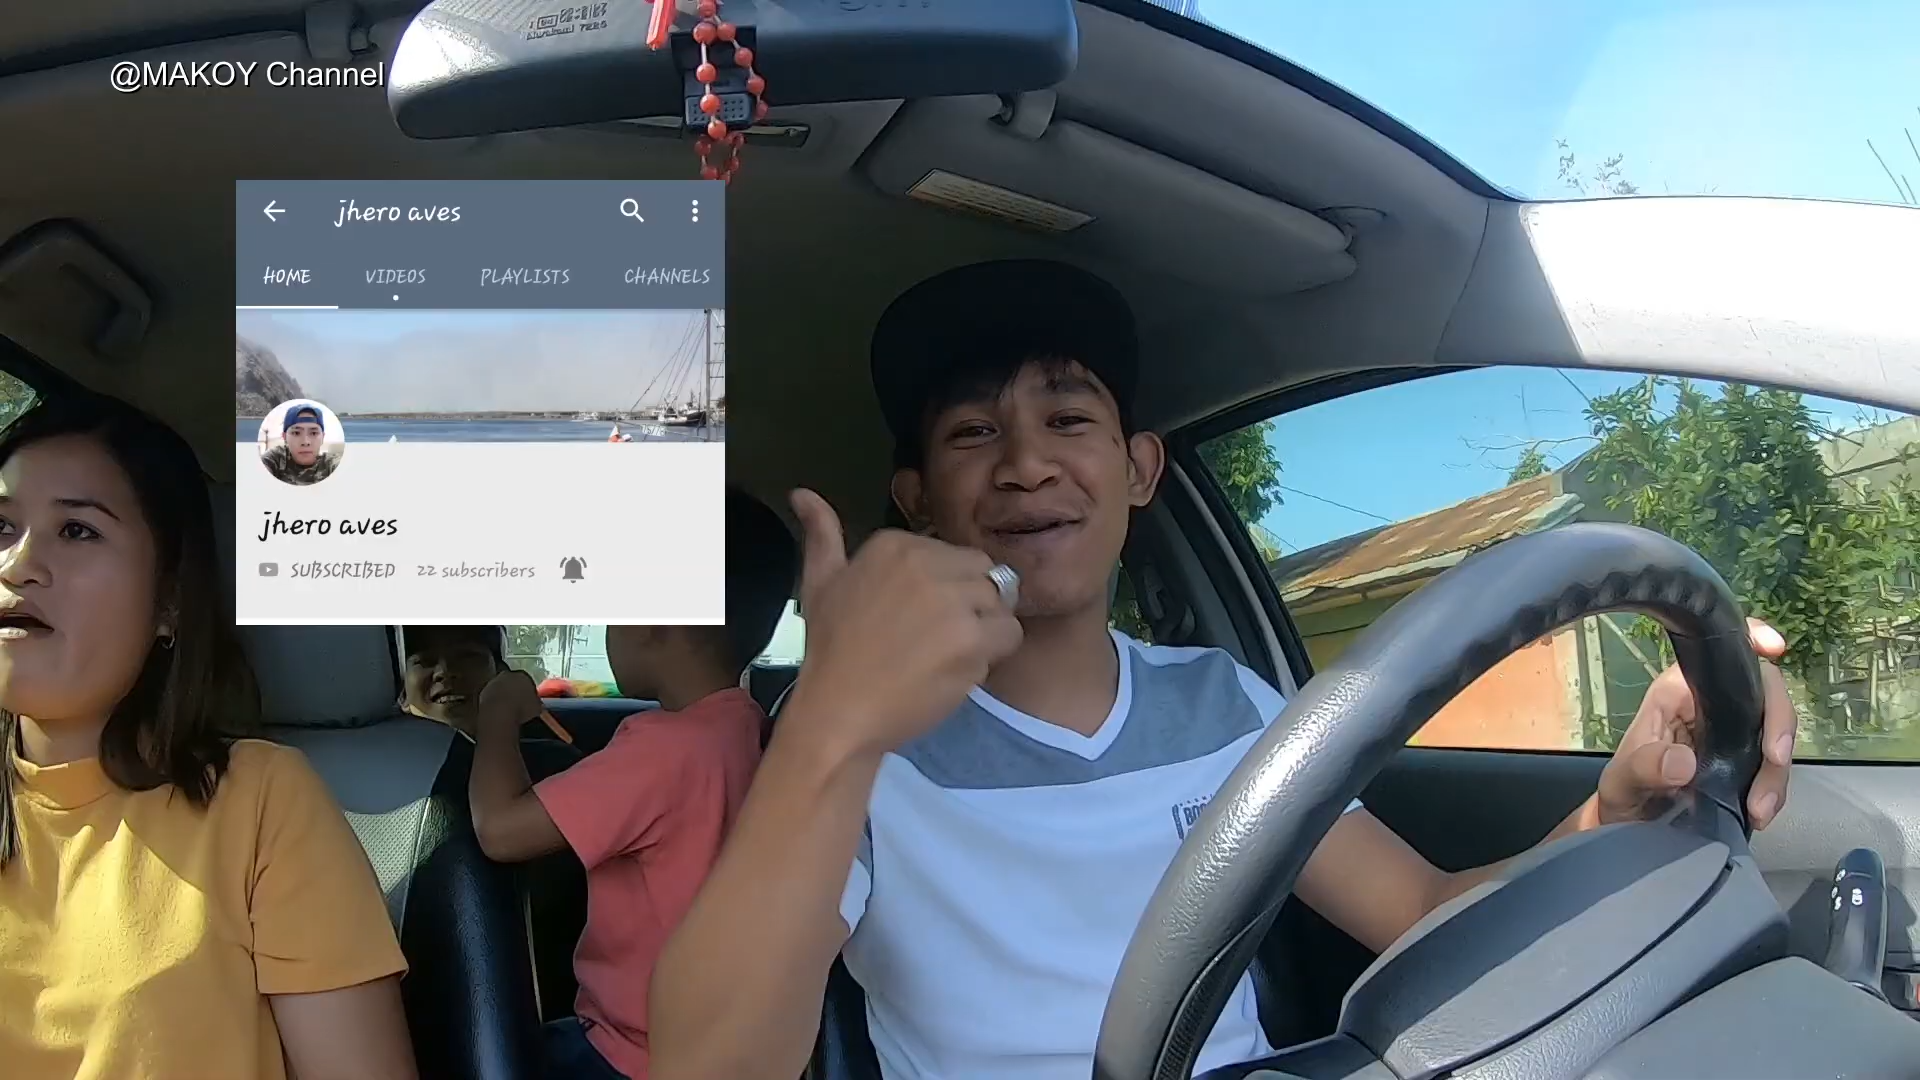 @MAKOY Channel
jhero aves
HOME VIDEOS PLAYLISTS CHANNELS
jhero aves
SUBSCRIBED 22 subscribers